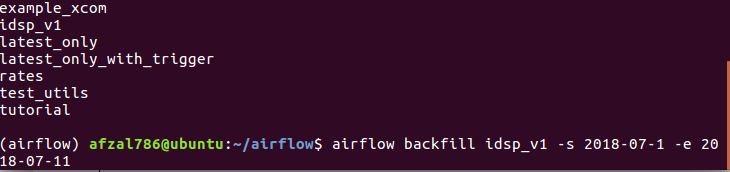 example_xcom
idsp_v1
latest_only
latest_only_with_trigger
rates
test_utils
tutorial
(airflow) afzal786@ubuntu:~/airflow$ airflow backfill idsp_v1 -s 2018-07-1 -e 20
18-07-11